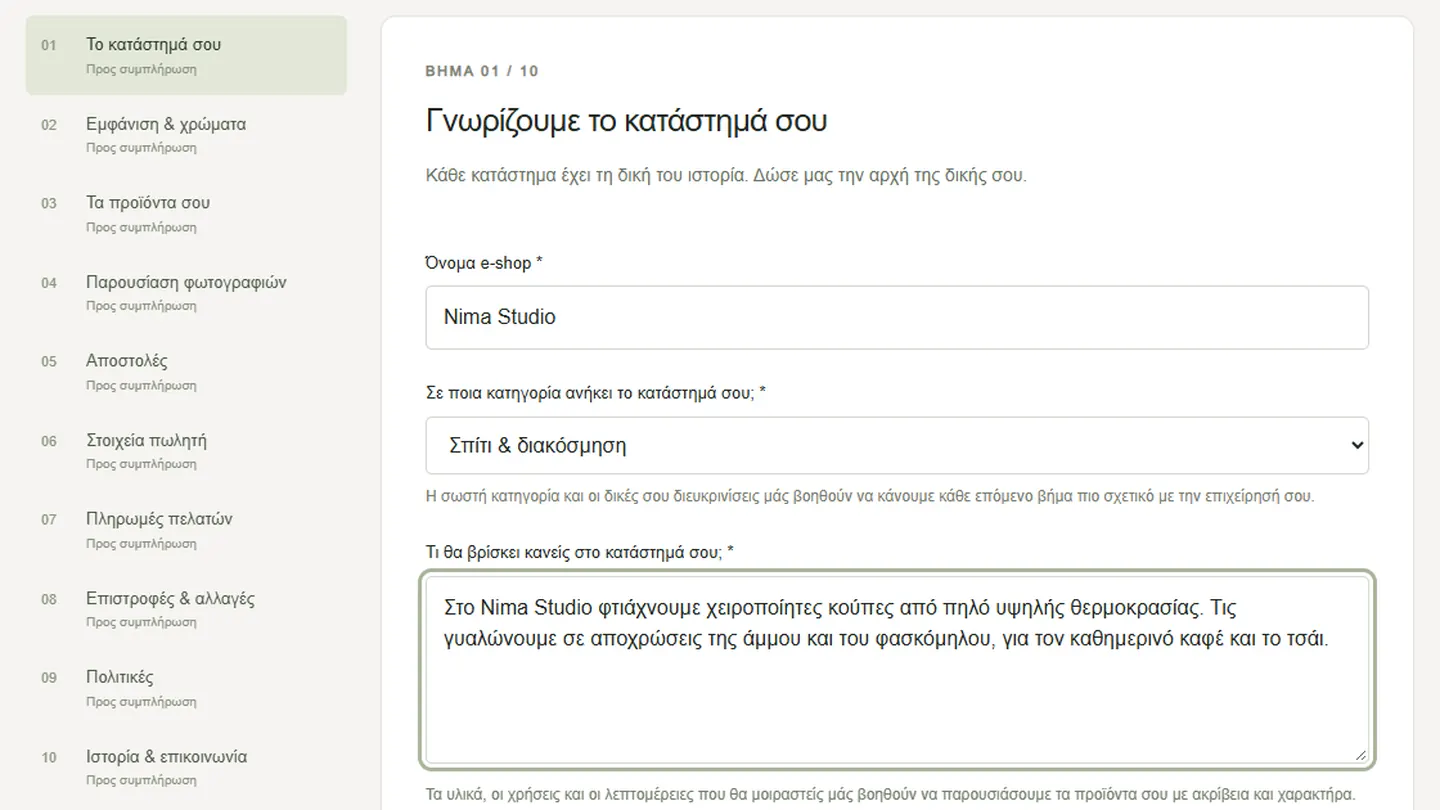 01 Το κατάστημά σου
Προς συμπλήρωση
02 Εμφάνιση & χρώματα
Προς συμπλήρωση
03 Τα προϊόντα σου
Προς συμπλήρωση
04 Παρουσίαση φωτογραφιών
Προς συμπλήρωση
05 Αποστολές
Προς συμπλήρωση
06 Στοιχεία πωλητή
Προς συμπλήρωση
07 Πληρωμές πελατών
Προς συμπλήρωση
08 Επιστροφές & αλλαγές
Προς συμπλήρωση
09 Πολιτικές
Προς συμπλήρωση
10 Ιστορία & επικοινωνία
Προς συμπλήρωση
ΒΗΜΑ 01 / 10
Γνωρίζουμε το κατάστημά σου
Κάθε κατάστημα έχει τη δική του ιστορία. Δώσε μας την αρχή της δικής σου.
Όνομα e-shop *
Nima Studio
Σε ποια κατηγορία ανήκει το κατάστημά σου; *
Σπίτι & διακόσμηση
Η σωστή κατηγορία και οι δικές σου διευκρινίσεις μάς βοηθούν να κάνουμε κάθε επόμενο βήμα πιο σχετικό με την επιχείρησή σου.
Τι θα βρίσκει κανείς στο κατάστημά σου; *
Στο Nima Studio φτιάχνουμε χειροποίητες κούπες από πηλό υψηλής θερμοκρασίας. Τις
γυαλώνουμε σε αποχρώσεις της άμμου και του φασκόμηλου, για τον καθημερινό καφέ και το τσάι.
Τα υλικά, οι χρήσεις και οι λεπτομέρειες που θα μοιραστείς μάς βοηθούν να παρουσιάσουμε τα προϊόντα σου με ακρίβεια και χαρακτήρα.